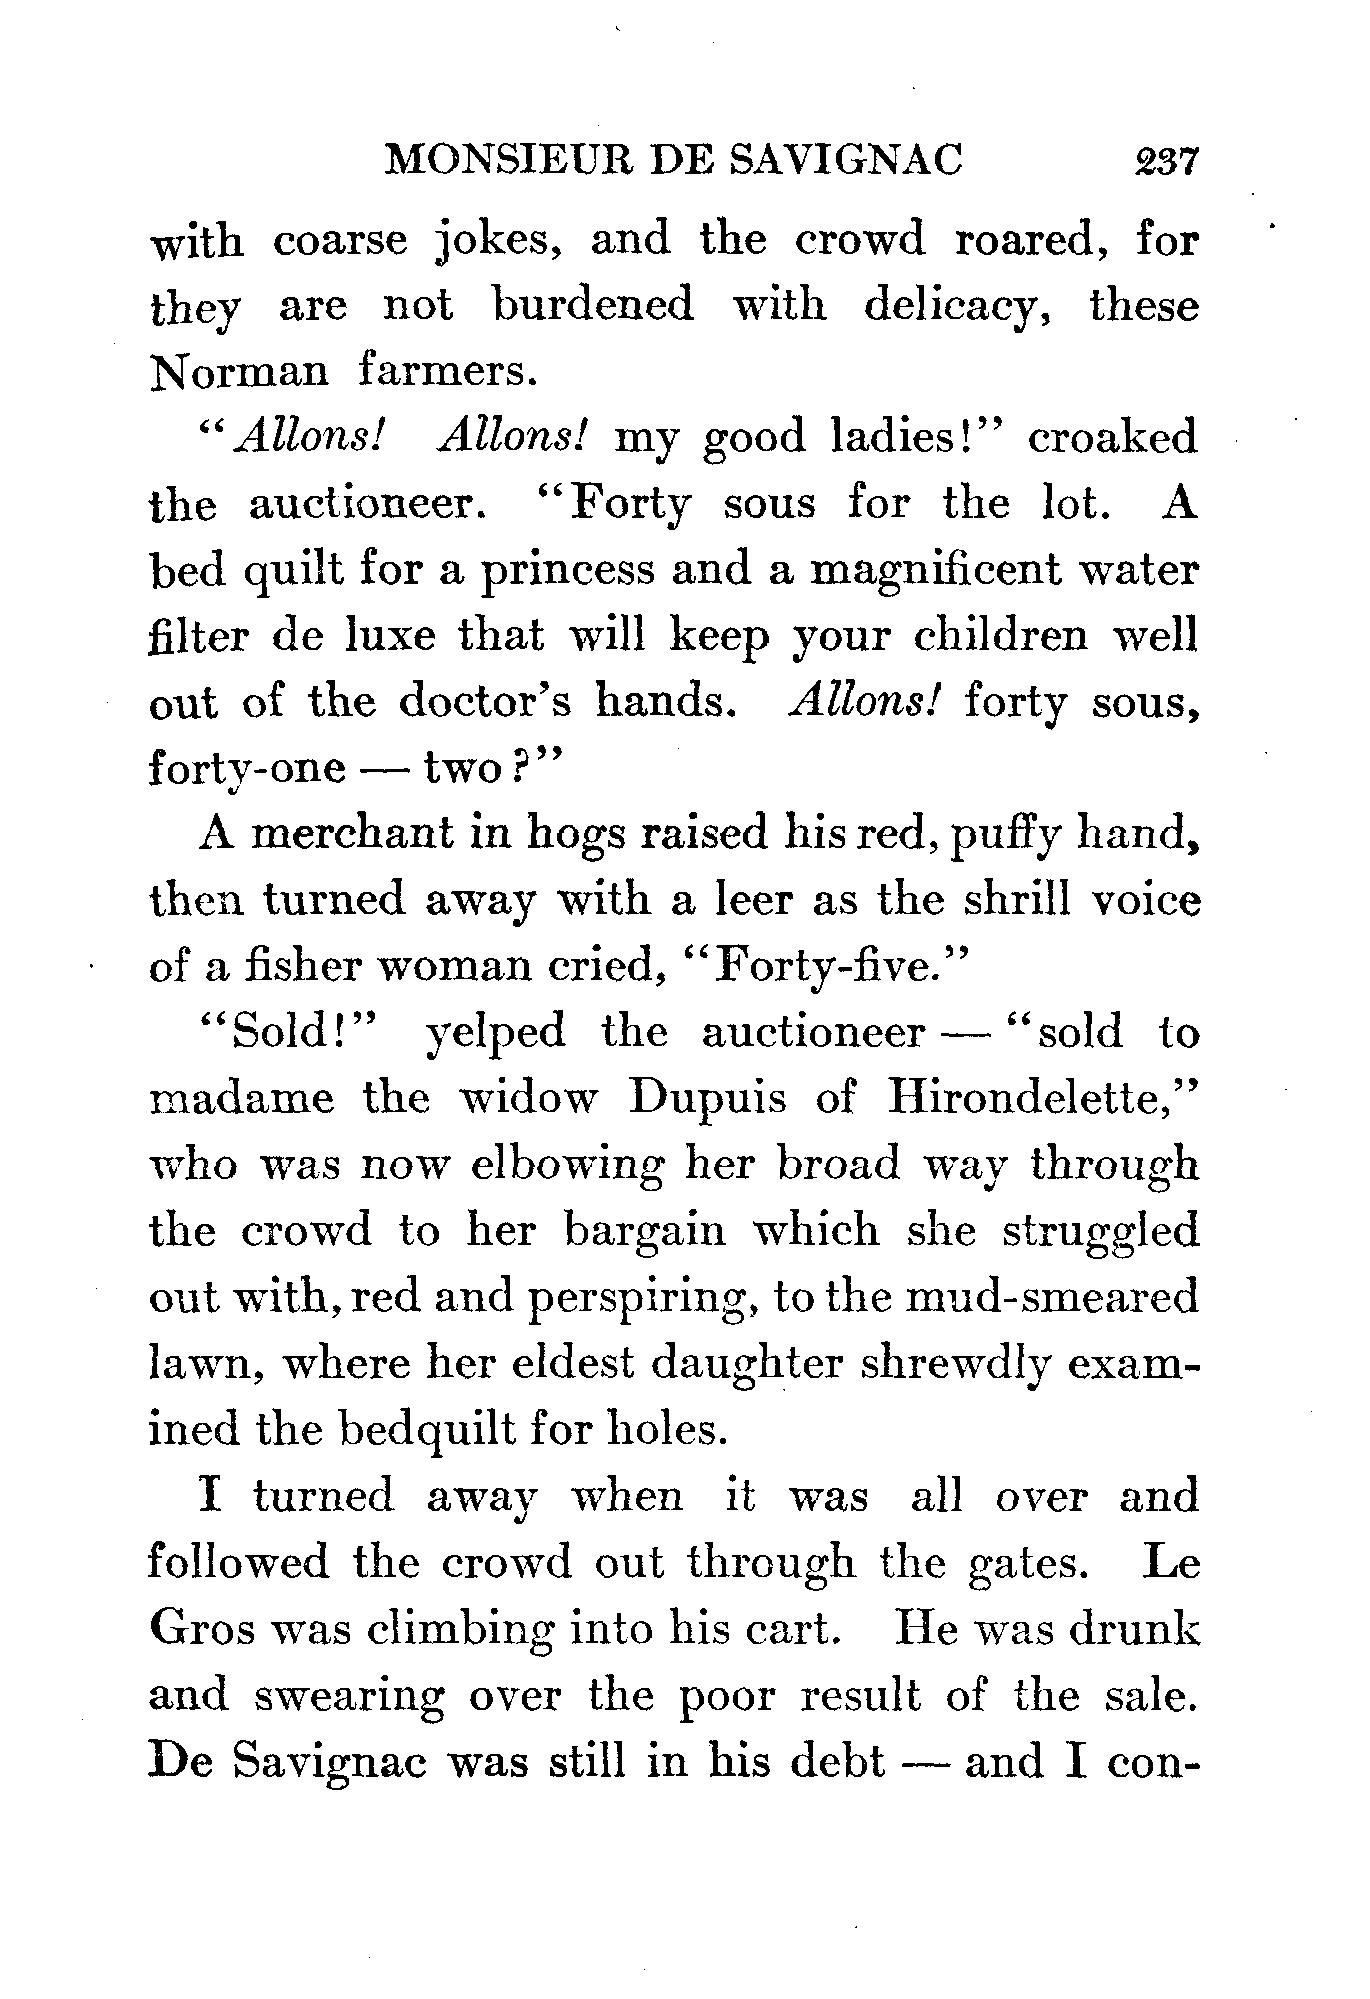 MONSIEUR DE SAVIGNAC 237
with coarse jokes, and the crowd roared, for
they are not burdened with delicacy, these
Norman farmers.
"Allons! Allons! my good ladies!" croaked
the auctioneer. "Forty sous for the lot. A
bed quilt for a princess and a magnificent water
filter de luxe that will keep your children well
out of the doctor's hands. Allons! forty sous,
forty-one — two?"
A merchant in hogs raised his red, puffy hand,
then turned away with a leer as the shrill voice
of a fisher woman cried, "Forty-five."
"Sold!" yelped the auctioneer — "sold to
madame the widow Dupuis of Hirondelette,"
who was now elbowing her broad way through
the crowd to her bargain which she struggled
out with, red and perspiring, to the mud-smeared
lawn, where her eldest daughter shrewdly exam-
ined the bedquilt for holes.
I turned away when it was all over and
followed the crowd out through the gates. Le
Gros was climbing into his cart. He was drunk
and swearing over the poor result of the sale.
De Savignac was still in his debt — and I con-